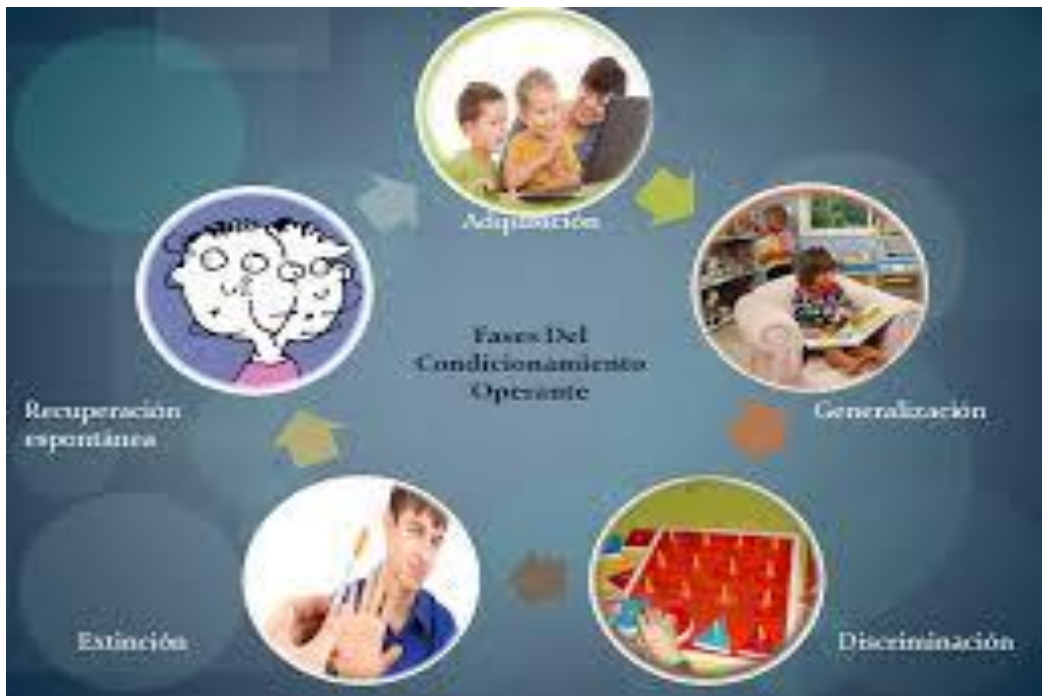 Adquisición
Generalización
Fases Del
Condicionamiento
Operante
Recuperación
espontánea
Extinción
Discriminación